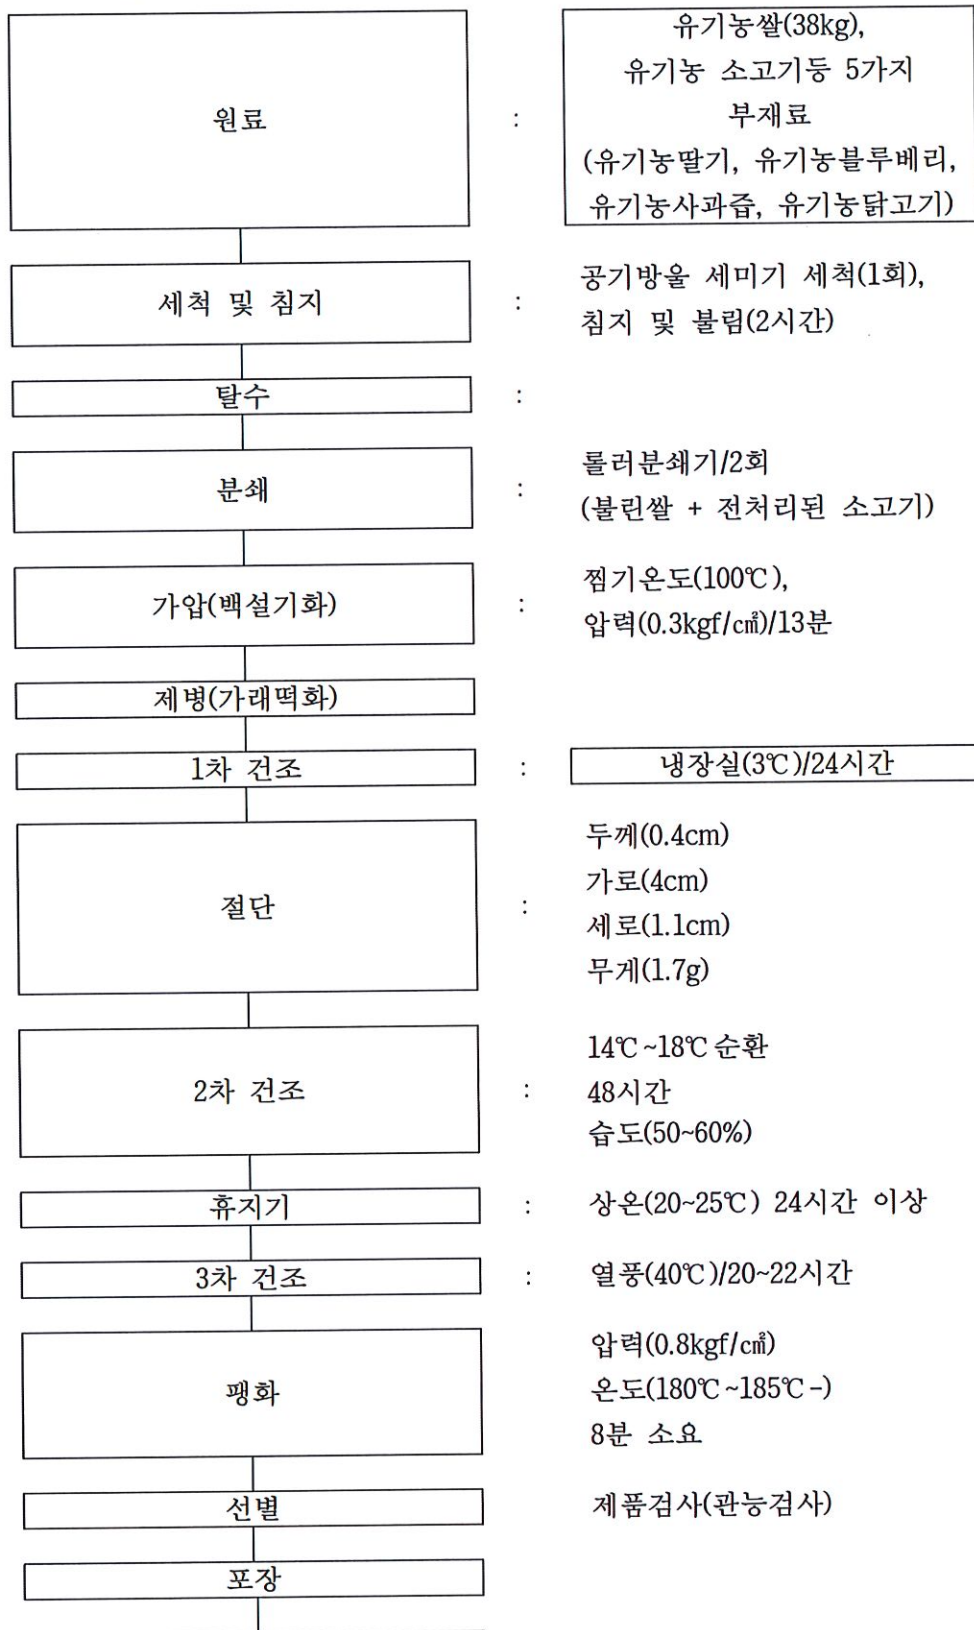 원료
:
유기농쌀(38kg),
유기농 소고기등 5가지
부재료
(유기농딸기, 유기농블루베리,
유기농사과즙, 유기농닭고기)
세척 및 침지
:
공기방울 세미기 세척(1회),
침지 및 불림(2시간)
탈수
:
분쇄
:
롤러분쇄기/2회
(불린쌀 + 전처리된 소고기)
가압(백설기화)
:
찜기온도(100℃),
압력(0.3kgf/㎠)/13분
제병(가래떡화)
1차 건조
:
냉장실(3℃)/24시간
절단
:
두께(0.4cm)
가로(4cm)
세로(1.1cm)
무게(1.7g)
2차 건조
:
14℃~18℃ 순환
48시간
습도(50~60%)
휴지기
:
상온(20~25℃) 24시간 이상
3차 건조
:
열풍(40℃)/20~22시간
팽화
압력(0.8kgf/㎠)
온도(180℃~185℃-)
8분 소요
선별
제품검사(관능검사)
포장